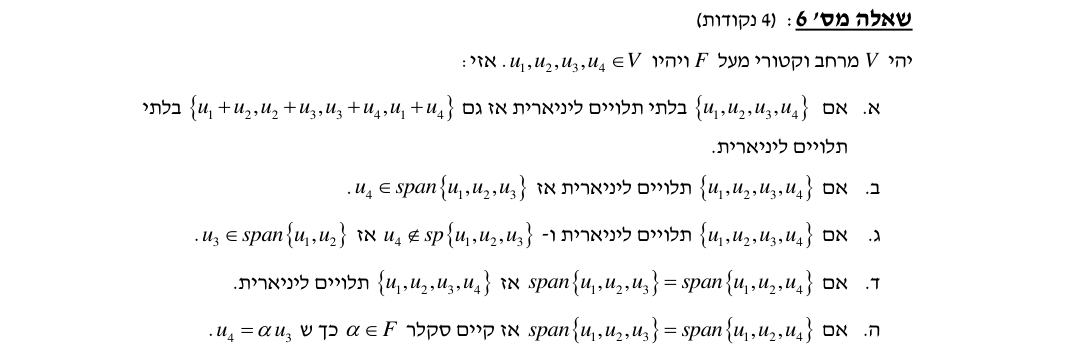 שאלה מס׳ 6 : (4 נקודות)
יהי V מרחב וקטורי מעל F ויהיו u₁,u₂,u₃,u₄ ∈ V. אזי :
א. אם {u₁,u₂,u₃,u₄} בלתי תלויים ליניארית אז גם {u₁+u₂,u₂+u₃,u₃+u₄,u₁+u₄} בלתי
תלויים ליניארית.
ב. אם {u₁,u₂,u₃,u₄} תלויים ליניארית אז u₄ ∈ span{u₁,u₂,u₃}.
ג. אם {u₁,u₂,u₃,u₄} תלויים ליניארית ו- u₄ ∉ sp{u₁,u₂,u₃} אז u₃ ∈ span{u₁,u₂}.
ד. אם span{u₁,u₂,u₃} = span{u₁,u₂,u₄} אז {u₁,u₂,u₃,u₄} תלויים ליניארית.
ה. אם span{u₁,u₂,u₃} = span{u₁,u₂,u₄} אז קיים סקלר α ∈ F כך ש u₄ = αu₃.